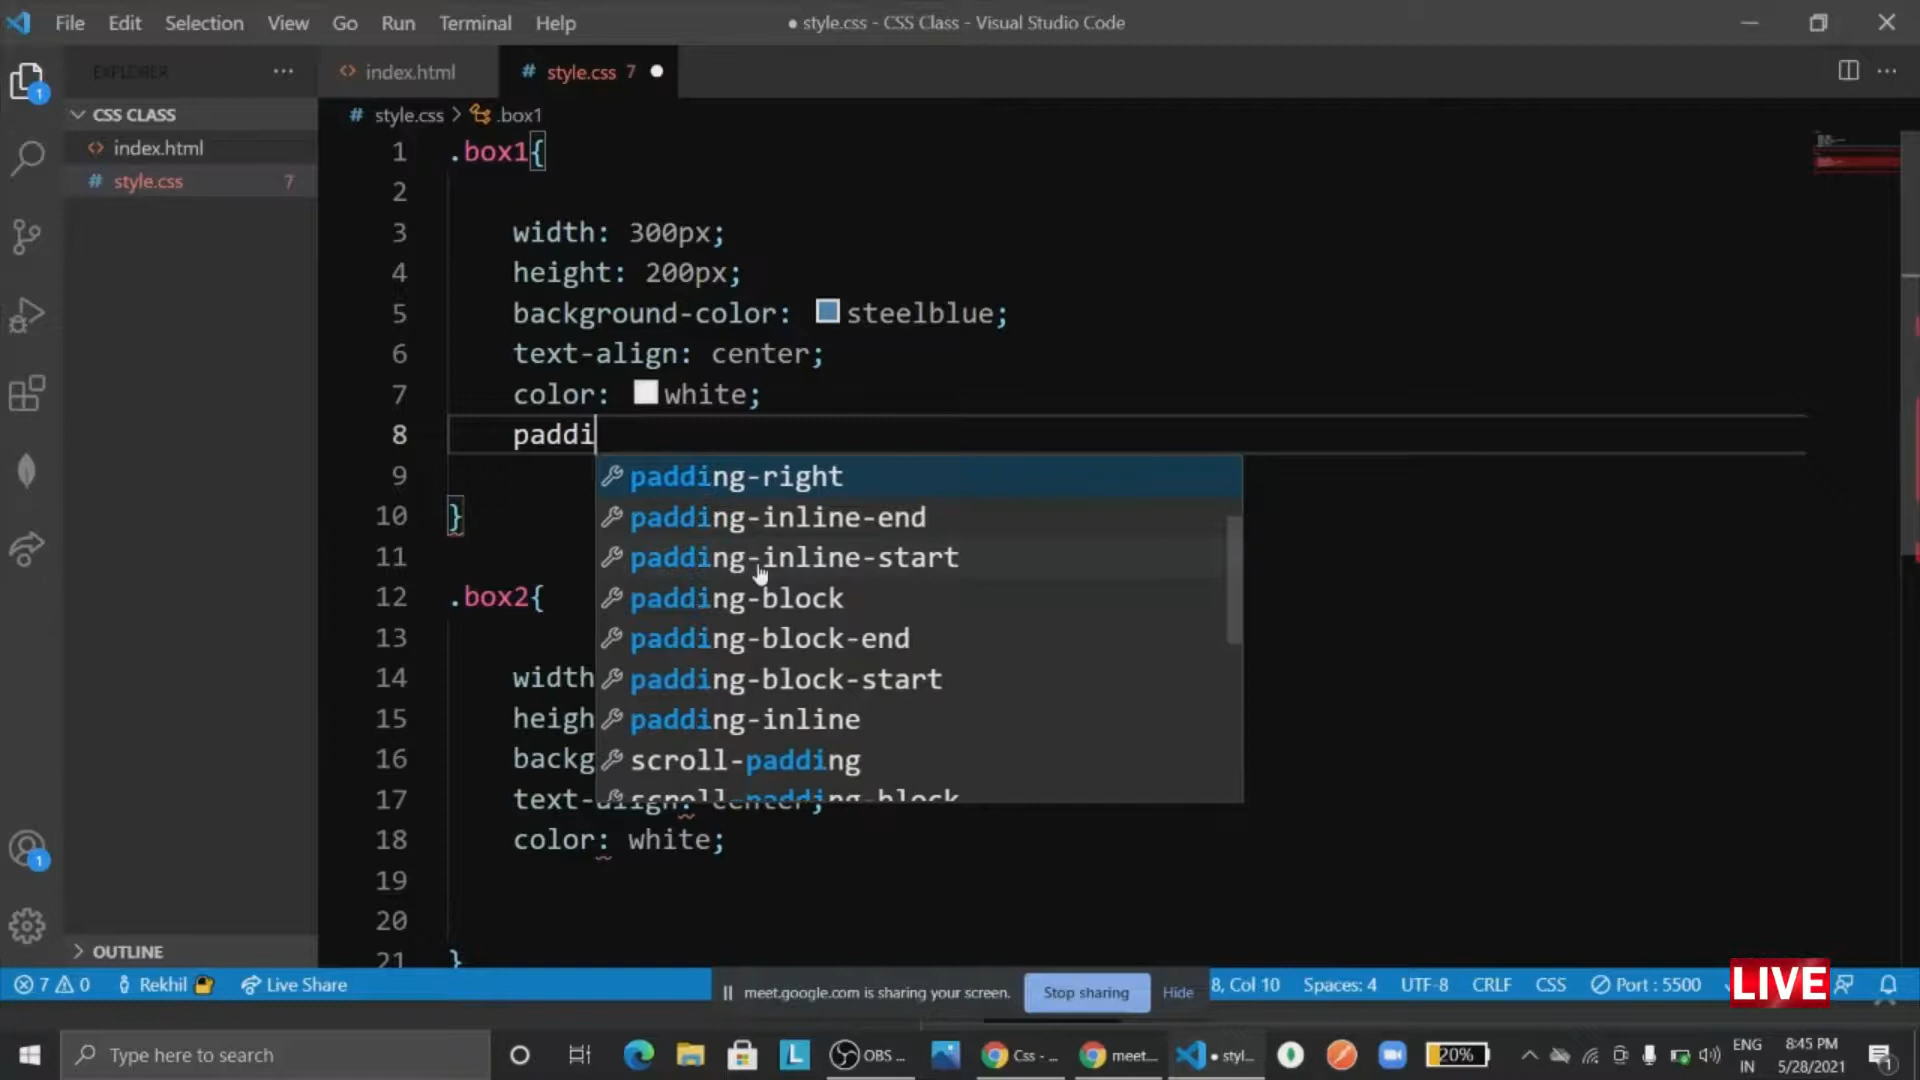 File Edit Selection View Go Run Terminal Help
● style.css - CSS Class - Visual Studio Code
EXPLORER
···
<> index.html
# style.css 7 ●
CSS CLASS
<> index.html
# style.css 7
# style.css > .box1
1 .box1{
2
3 width: 300px;
4 height: 200px;
5 background-color: steelblue;
6 text-align: center;
7 color: white;
8 paddi
9
10 }
11
12 .box2{
13
14 width
15 heigh
16 backg
17 text-align: center;
18 color: white;
19
20
21 }
padding-right
padding-inline-end
padding-inline-start
padding-block
padding-block-end
padding-block-start
padding-inline
scroll-padding
scroll-padding-block
1
1
OUTLINE
7 0 Rekhil Live Share
meet.google.com is sharing your screen. Stop sharing Hide
8, Col 10 Spaces: 4 UTF-8 CRLF CSS Port : 5500
LIVE
Type here to search
L
OBS ...
Css - ...
meet...
● styl...
20%
ENG
IN
8:45 PM
5/28/2021
1